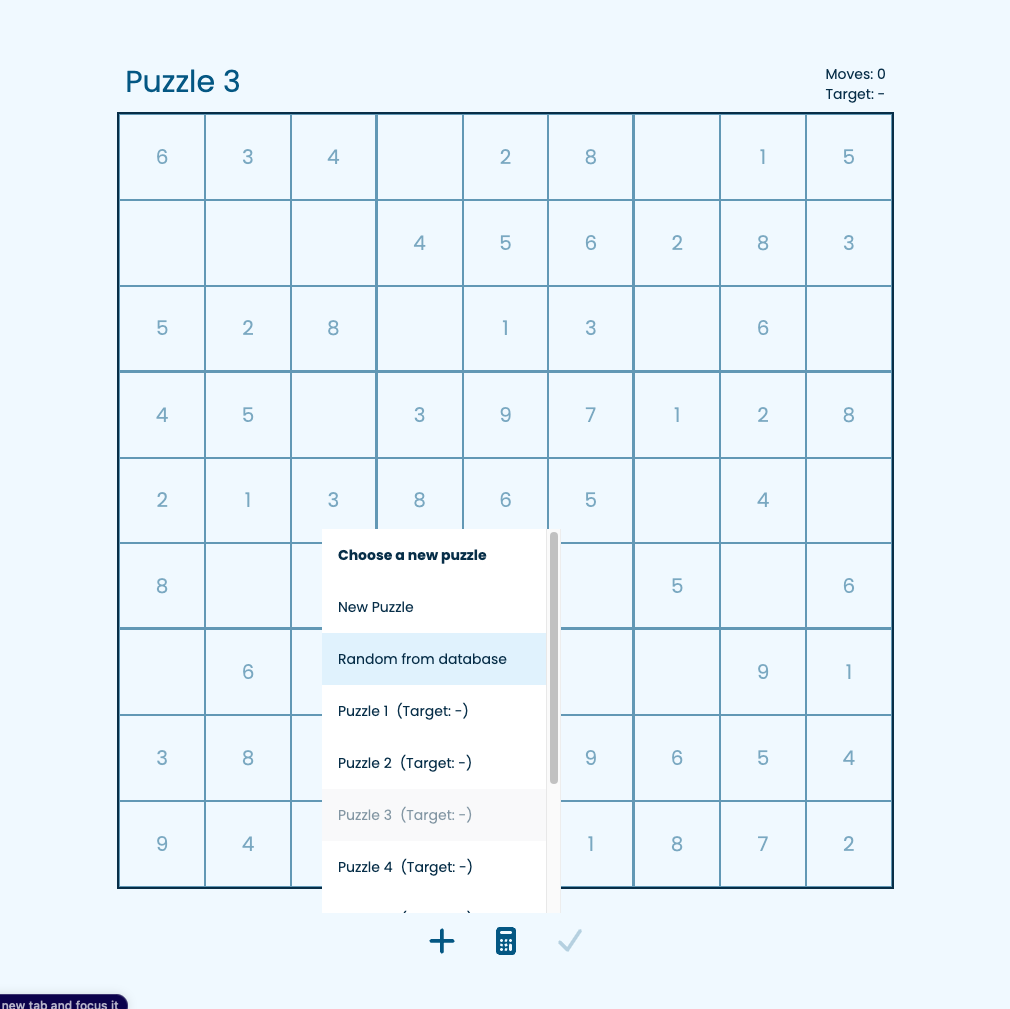 Puzzle 3
Moves: 0
Target: -
6 3 4 2 8 1 5
4 5 6 2 8 3
5 2 8 1 3 6
4 5 3 9 7 1 2 8
2 1 3 8 6 5 4
8 5 6
6 9 1
3 8 9 6 5 4
9 4 1 8 7 2
Choose a new puzzle
New Puzzle
Random from database
Puzzle 1 (Target: -)
Puzzle 2 (Target: -)
Puzzle 3 (Target: -)
Puzzle 4 (Target: -)
new tab and focus it